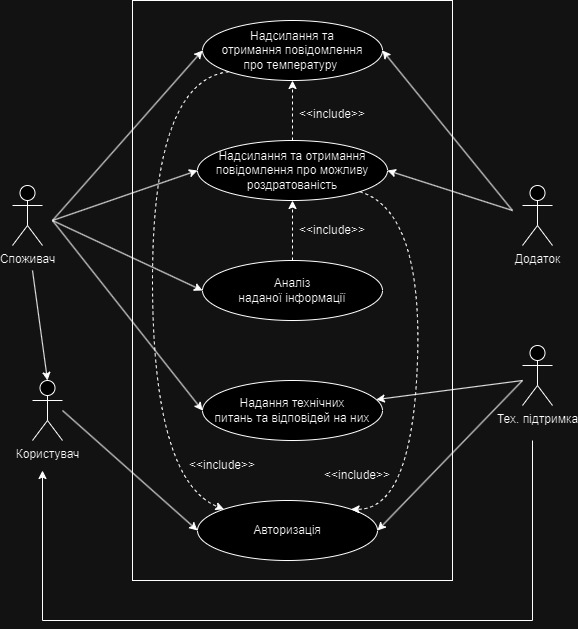 Надсилання та
отримання повідомлення
про температуру
<<include>>
Надсилання та отримання
повідомлення про можливу
роздратованість
<<include>>
Споживач
Додаток
Аналіз
наданої інформації
Надання технічних
питань та відповідей на них
Тех. підтримка
Користувач
<<include>>
<<include>>
Авторизація